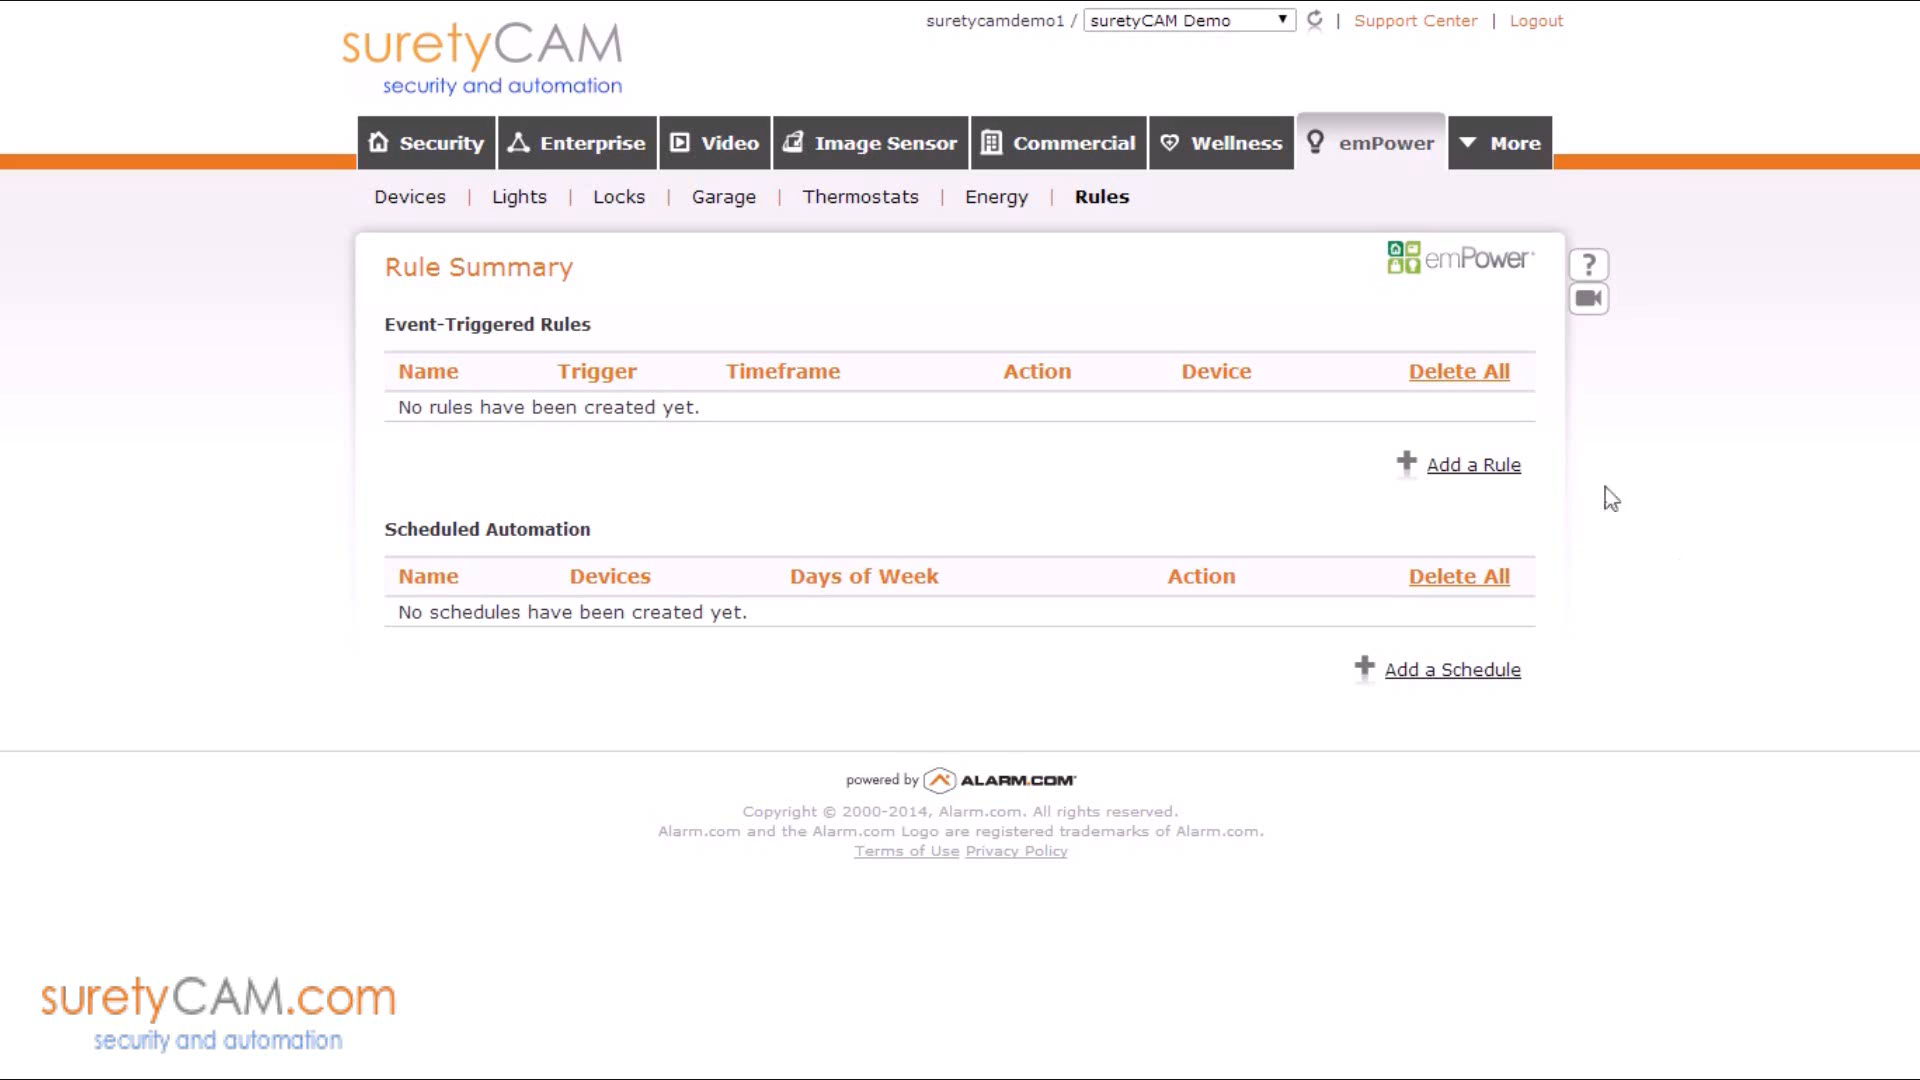 suretyCAM
security and automation
suretycamdemo1 / suretyCAM Demo | Support Center | Logout
Security Enterprise Video Image Sensor Commercial Wellness emPower More
Devices | Lights | Locks | Garage | Thermostats | Energy | Rules
Rule Summary
emPower
?
Event-Triggered Rules
Name Trigger Timeframe Action Device Delete All
No rules have been created yet.
Add a Rule
Scheduled Automation
Name Devices Days of Week Action Delete All
No schedules have been created yet.
Add a Schedule
powered by ALARM.COM
Copyright © 2000-2014, Alarm.com. All rights reserved.
Alarm.com and the Alarm.com Logo are registered trademarks of Alarm.com.
Terms of Use Privacy Policy
suretyCAM.com
security and automation